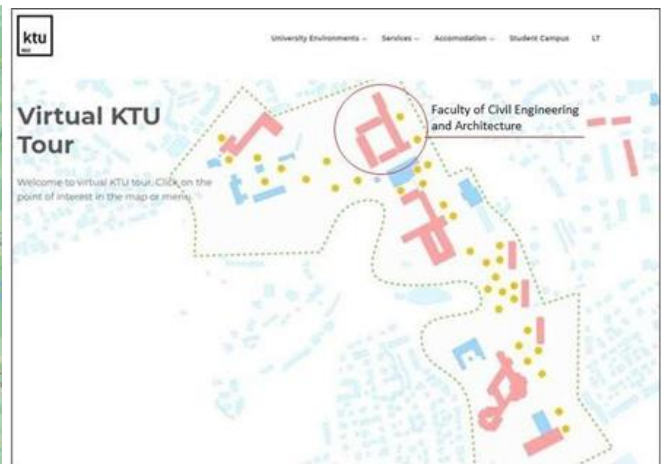 ktu
University Environments
Services
Accomodation
Student Campus
LT
Virtual KTU
Tour
Welcome to virtual KTU tour. Click on the
point of interest in the map or menu.
Faculty of Civil Engineering
and Architecture